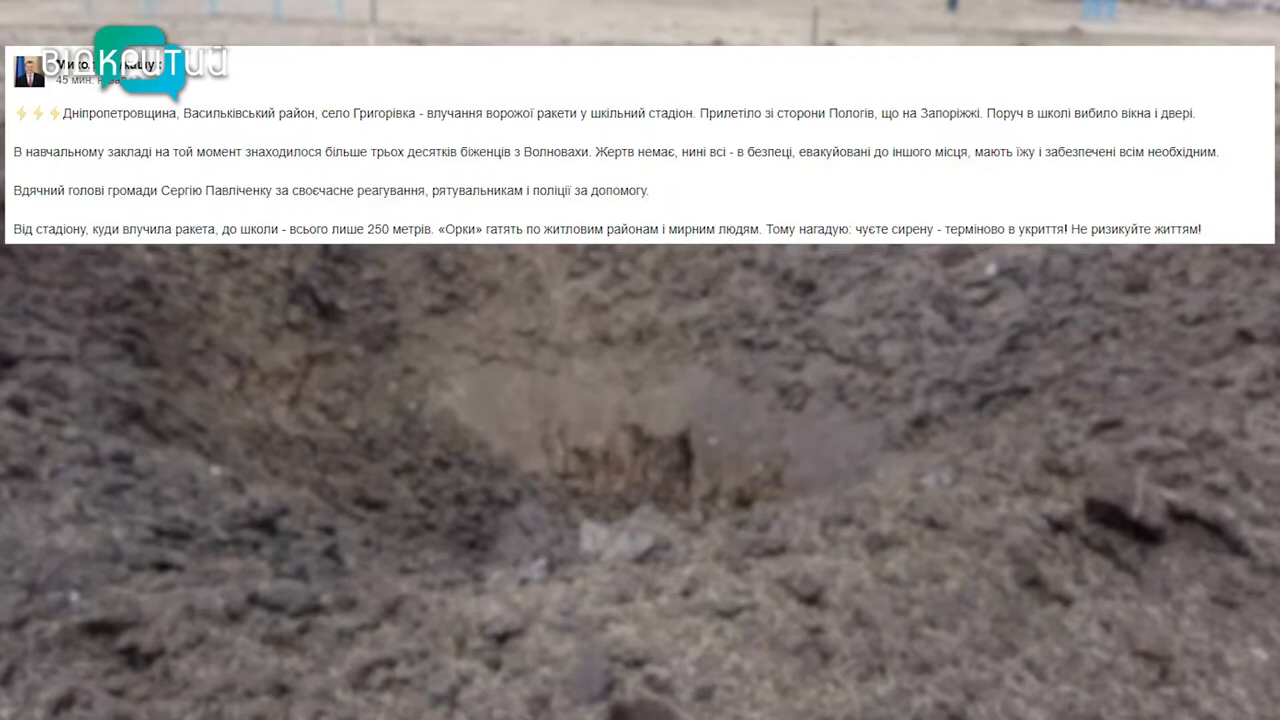 ВІДКРИТИЙ
45 мин.
⚡⚡⚡Дніпропетровщина, Васильківський район, село Григорівка - влучання ворожої ракети у шкільний стадіон. Прилетіло зі сторони Пологів, що на Запоріжжі. Поруч в школі вибило вікна і двері.
В навчальному закладі на той момент знаходилося більше трьох десятків біженців з Волновахи. Жертв немає, нині всі - в безпеці, евакуйовані до іншого місця, мають їжу і забезпечені всім необхідним.
Вдячний голові громади Сергію Павліченку за своєчасне реагування, рятувальникам і поліції за допомогу.
Від стадіону, куди влучила ракета, до школи - всього лише 250 метрів. «Орки» гатять по житловим районам і мирним людям. Тому нагадую: чуєте сирену - терміново в укриття! Не ризикуйте життям!